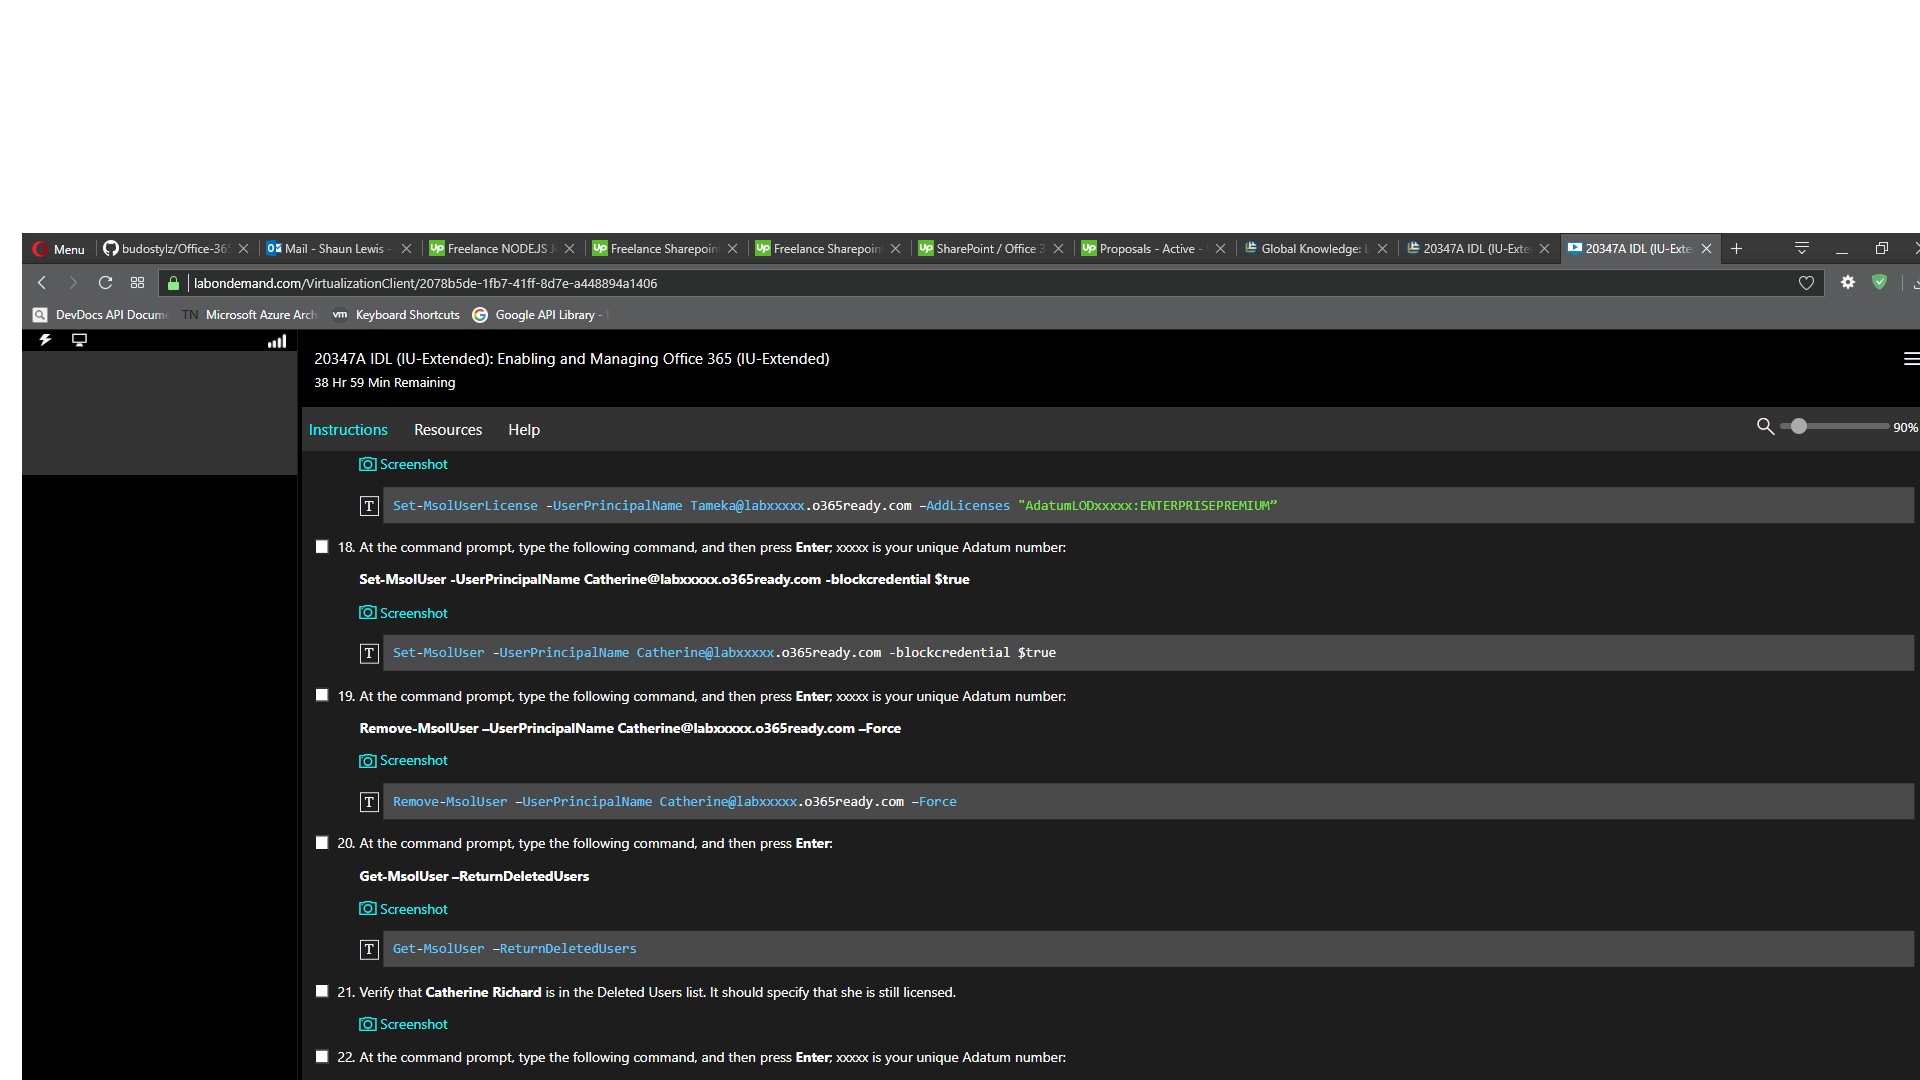 Menu budostylz/Office-365 Mail - Shaun Lewis - Freelance NODEJS J Freelance Sharepoint Freelance Sharepoint SharePoint / Office 3 Proposals - Active - Global Knowledge: L 20347A IDL (IU-Exte 20347A IDL (IU-Exte
labondemand.com/VirtualizationClient/2078b5de-1fb7-41ff-8d7e-a448894a1406
DevDocs API Docume TN Microsoft Azure Arch vm Keyboard Shortcuts Google API Library -
20347A IDL (IU-Extended): Enabling and Managing Office 365 (IU-Extended)
38 Hr 59 Min Remaining
Instructions Resources Help 90%
Screenshot
T Set-MsolUserLicense -UserPrincipalName Tameka@labxxxxx.o365ready.com –AddLicenses "AdatumLODxxxxx:ENTERPRISEPREMIUM”
18. At the command prompt, type the following command, and then press Enter; xxxxx is your unique Adatum number:
Set-MsolUser -UserPrincipalName Catherine@labxxxxx.o365ready.com -blockcredential $true
Screenshot
T Set-MsolUser -UserPrincipalName Catherine@labxxxxx.o365ready.com -blockcredential $true
19. At the command prompt, type the following command, and then press Enter; xxxxx is your unique Adatum number:
Remove-MsolUser –UserPrincipalName Catherine@labxxxxx.o365ready.com –Force
Screenshot
T Remove-MsolUser –UserPrincipalName Catherine@labxxxxx.o365ready.com –Force
20. At the command prompt, type the following command, and then press Enter:
Get-MsolUser –ReturnDeletedUsers
Screenshot
T Get-MsolUser –ReturnDeletedUsers
21. Verify that Catherine Richard is in the Deleted Users list. It should specify that she is still licensed.
Screenshot
22. At the command prompt, type the following command, and then press Enter; xxxxx is your unique Adatum number: